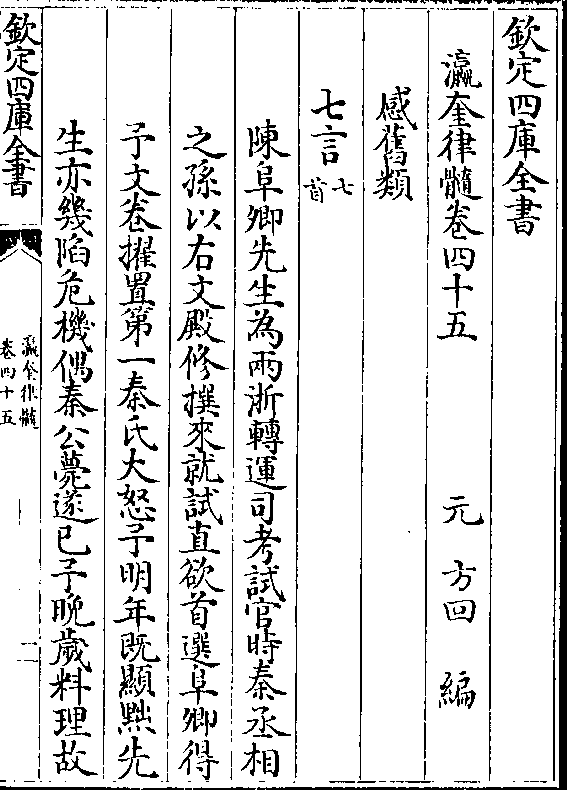 欽定四庫全書
瀛奎律髓卷四十五 元 方回 編
感舊類
七言七首
陳阜卿先生為兩浙轉運司考試官時秦丞相
之孫以右文殿修撰來就試直欲首選阜卿得
予文卷擢置第一秦氏大怒予明年既顯黜先
生亦幾陷危機偶秦公薨遂已予晚歲料理故
欽定四庫全書
瀛奎律髓
卷四十五
一